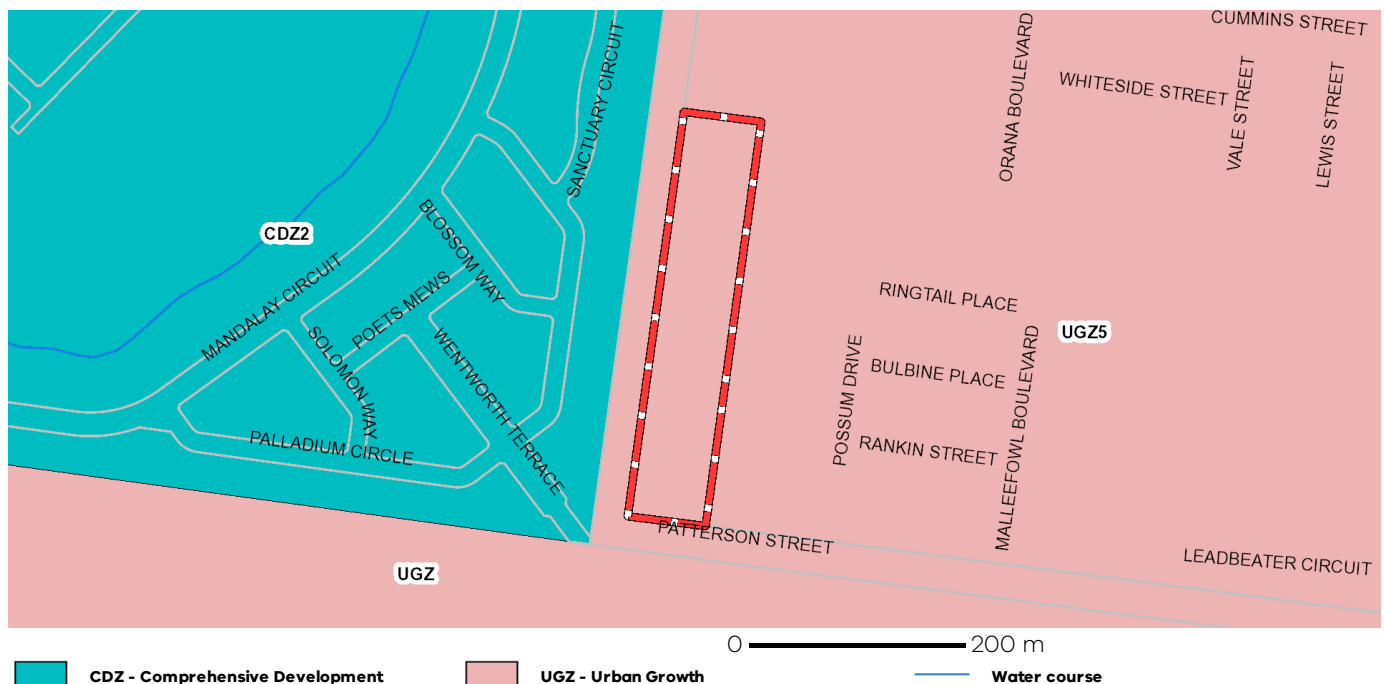 CUMMINS STREET
ORANA BOULEVARD
WHITESIDE STREET
VALE STREET
LEWIS STREET
SANCTUARY CIRCUIT
CDZ2
BLOSSOM WAY
MANDALAY CIRCUIT
POETS MEWS
SOLOMON WAY
WENTWORTH TERRACE
PALLADIUM CIRCLE
RINGTAIL PLACE
UGZ5
POSSUM DRIVE
BULBINE PLACE
MALLEEFOWL BOULEVARD
RANKIN STREET
PATTERSON STREET
LEADBEATER CIRCUIT
UGZ
0 200 m
CDZ - Comprehensive Development
UGZ - Urban Growth
Water course